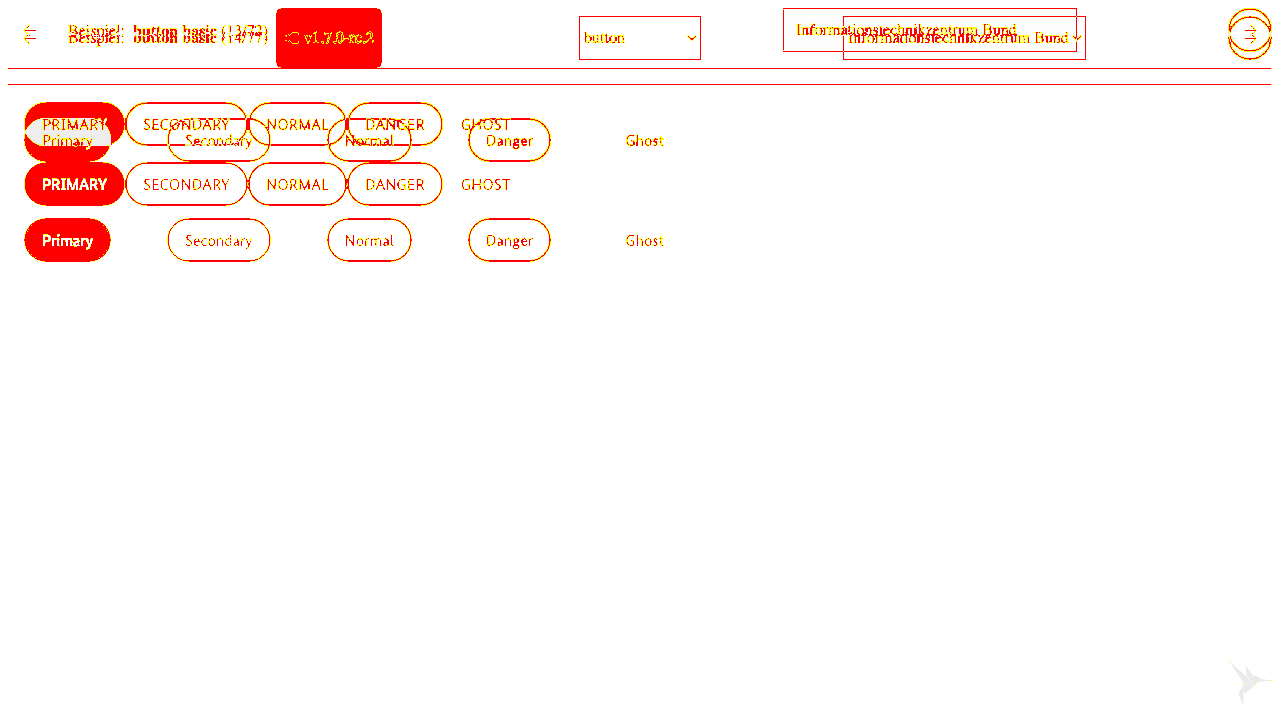 Beispiel: button basic (13/72)
Beispiel: button basic (14/77)
v1.7.0-rc.2
button
Informationstechnikzentrum Bund
Informationstechnikzentrum Bund
PRIMARY SECONDARY NORMAL DANGER GHOST
Primary Secondary Normal Danger Ghost
PRIMARY SECONDARY NORMAL DANGER GHOST
Primary Secondary Normal Danger Ghost